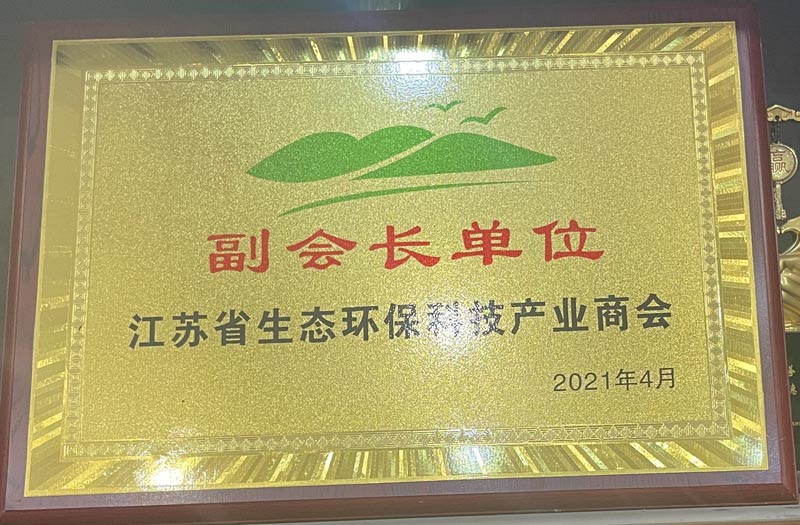 副会长单位
江苏省生态环保科技产业商会
2021年4月
赢